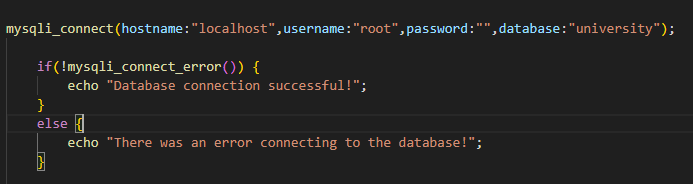 mysqli_connect(hostname:"localhost",username:"root",password:"",database:"university");
if(!mysqli_connect_error()) {
echo "Database connection successful!";
}
else {
echo "There was an error connecting to the database!";
}